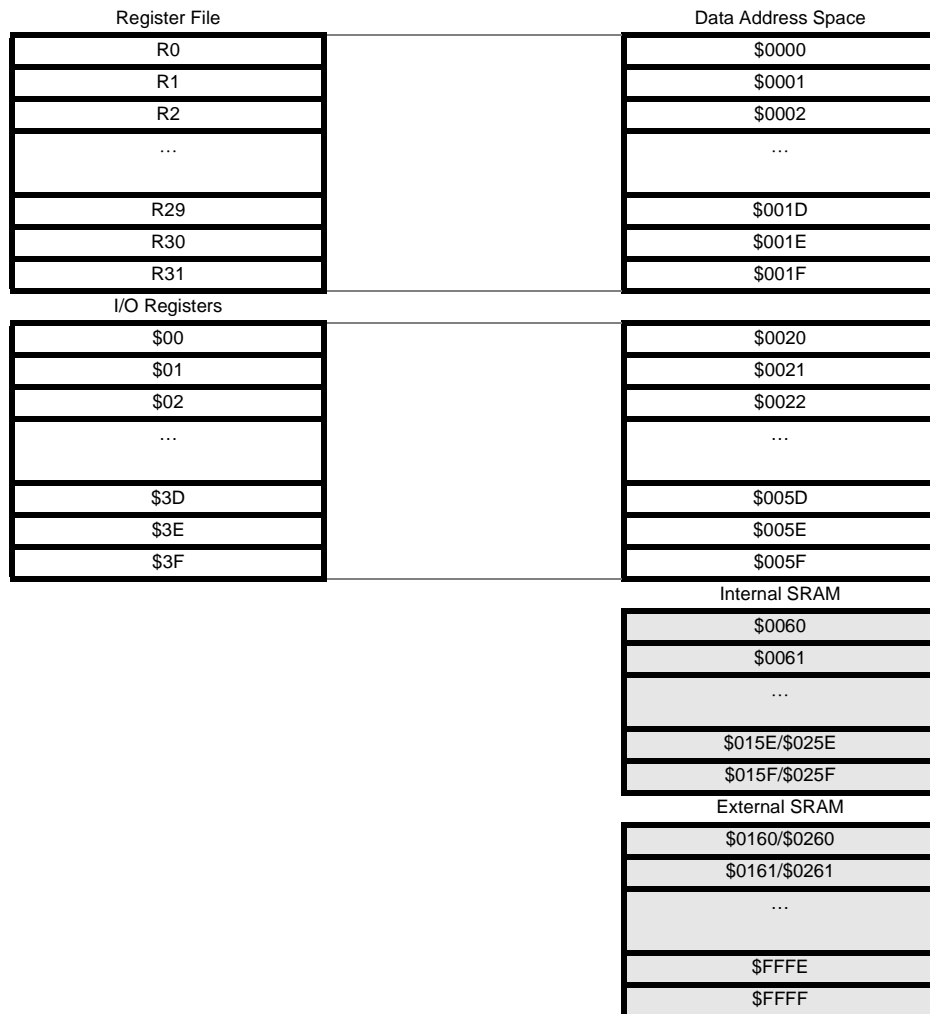 Register File Data Address Space
R0 $0000
R1 $0001
R2 $0002
… …
R29 $001D
R30 $001E
R31 $001F
I/O Registers
$00 $0020
$01 $0021
$02 $0022
… …
$3D $005D
$3E $005E
$3F $005F
Internal SRAM
$0060
$0061
…
$015E/$025E
$015F/$025F
External SRAM
$0160/$0260
$0161/$0261
…
$FFFE
$FFFF